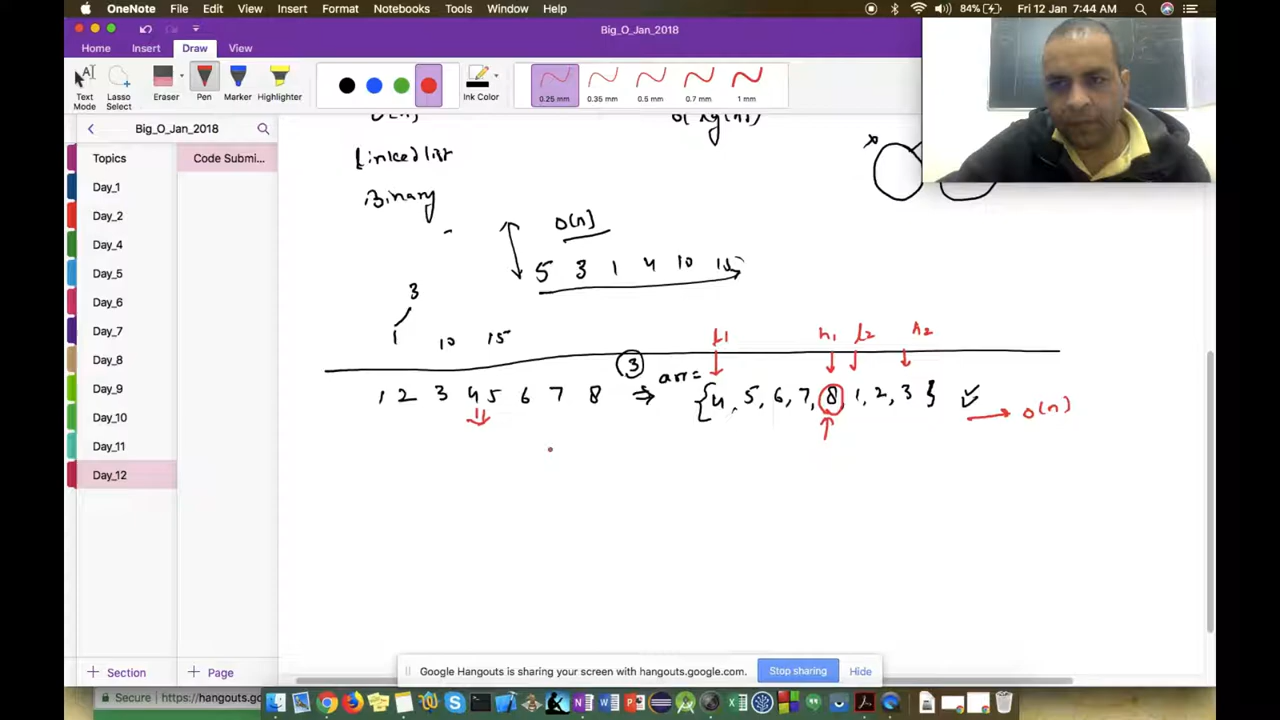 OneNote File Edit View Insert Format Notebooks Tools Window Help 84% Fri 12 Jan 7:44 AM
Big_O_Jan_2018
Home Insert Draw View
Text Mode
Lasso Select
Eraser
Pen
Marker
Highlighter
Ink Color
0.25 mm
0.35 mm
0.5 mm
0.7 mm
1 mm
Big_O_Jan_2018
Topics
Day_1
Day_2
Day_4
Day_5
Day_6
Day_7
Day_8
Day_9
Day_10
Day_11
Day_12
Section
Code Submi...
Page
Linked list
Binary
O(n)
5 3 1 4 10 15
3
1 10 15
l1 h1 l2 h2
3
1 2 3 4 5 6 7 8 ⇒ arr = {4, 5, 6, 7, 8, 1, 2, 3}
O(n)
Google Hangouts is sharing your screen with hangouts.google.com. Stop sharing Hide
Secure https://hangouts.go